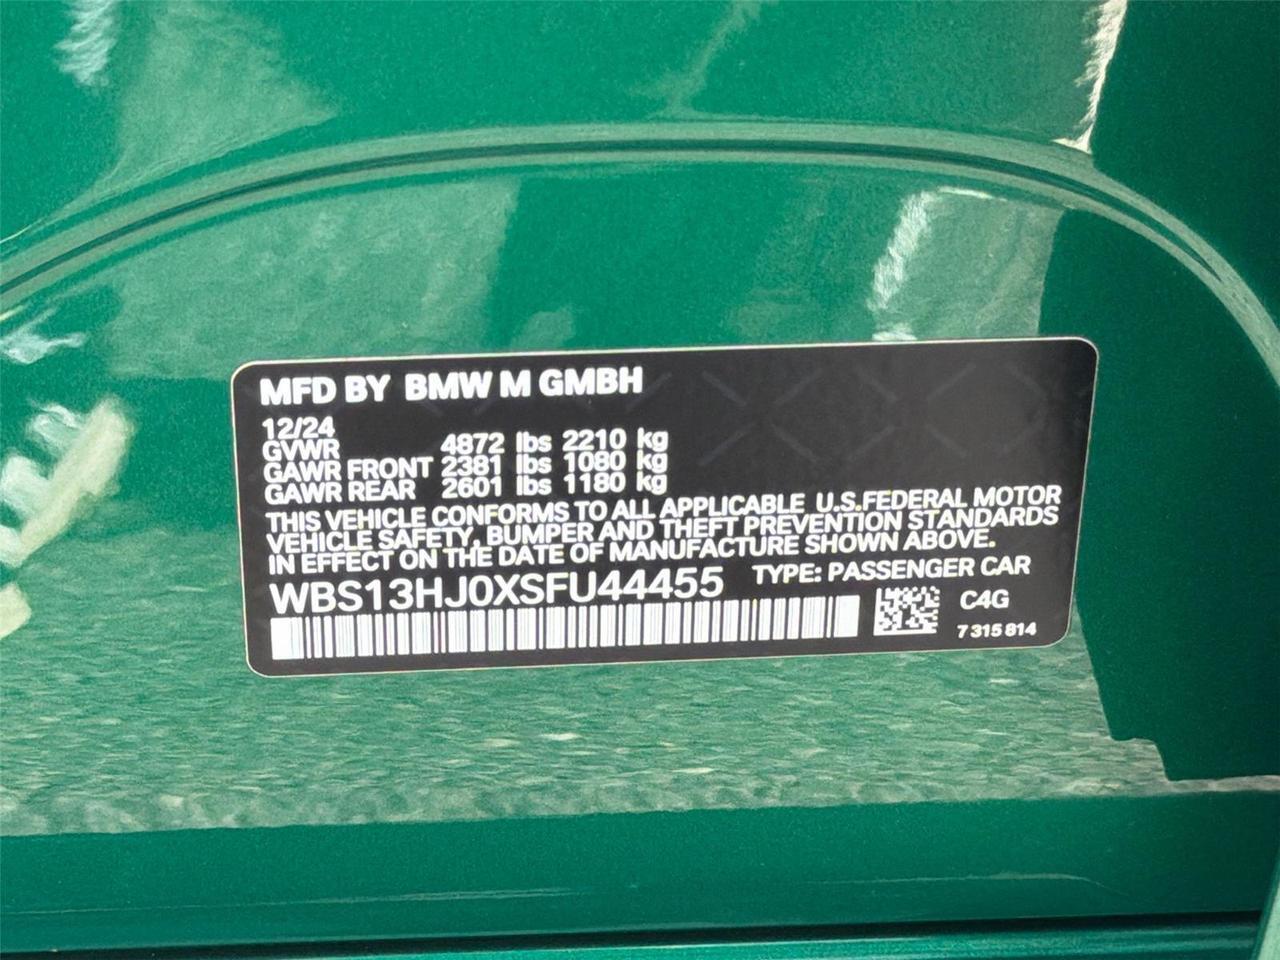 MFD BY BMW M GMBH
12/24
GVWR 4872 lbs 2210 kg
GAWR FRONT 2381 lbs 1080 kg
GAWR REAR 2601 lbs 1180 kg
THIS VEHICLE CONFORMS TO ALL APPLICABLE U.S.FEDERAL MOTOR
VEHICLE SAFETY, BUMPER AND THEFT PREVENTION STANDARDS
IN EFFECT ON THE DATE OF MANUFACTURE SHOWN ABOVE.
WBS13HJ0XSFU44455 TYPE: PASSENGER CAR
C4G
7 315 814